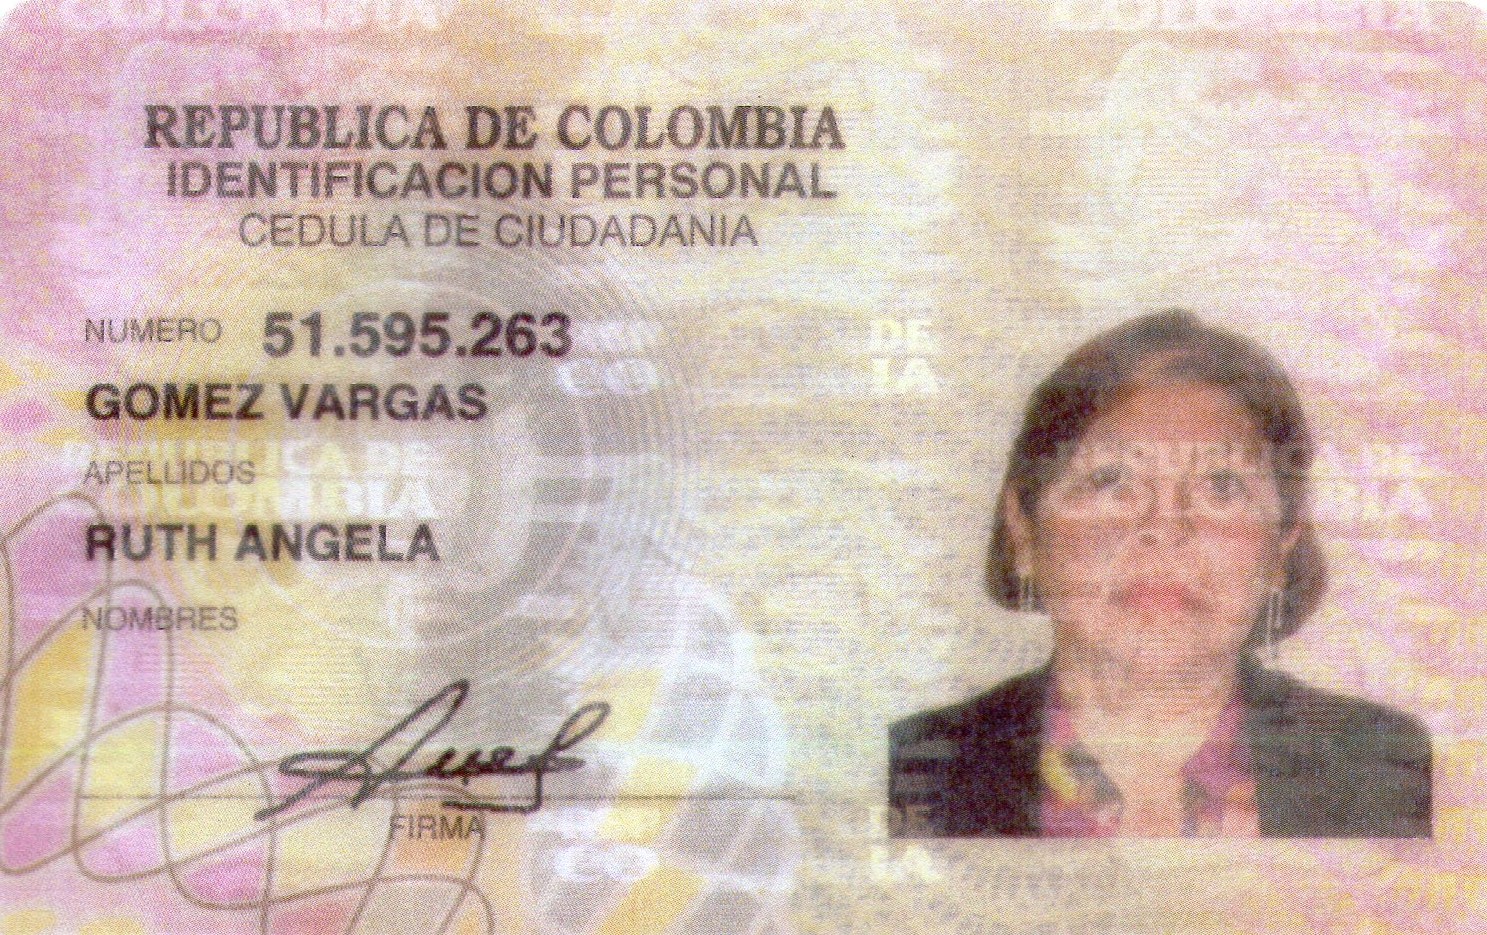 REPUBLICA DE COLOMBIA
IDENTIFICACION PERSONAL
CEDULA DE CIUDADANIA
NUMERO 51.595.263
GOMEZ VARGAS
APELLIDOS
RUTH ANGELA
NOMBRES
FIRMA